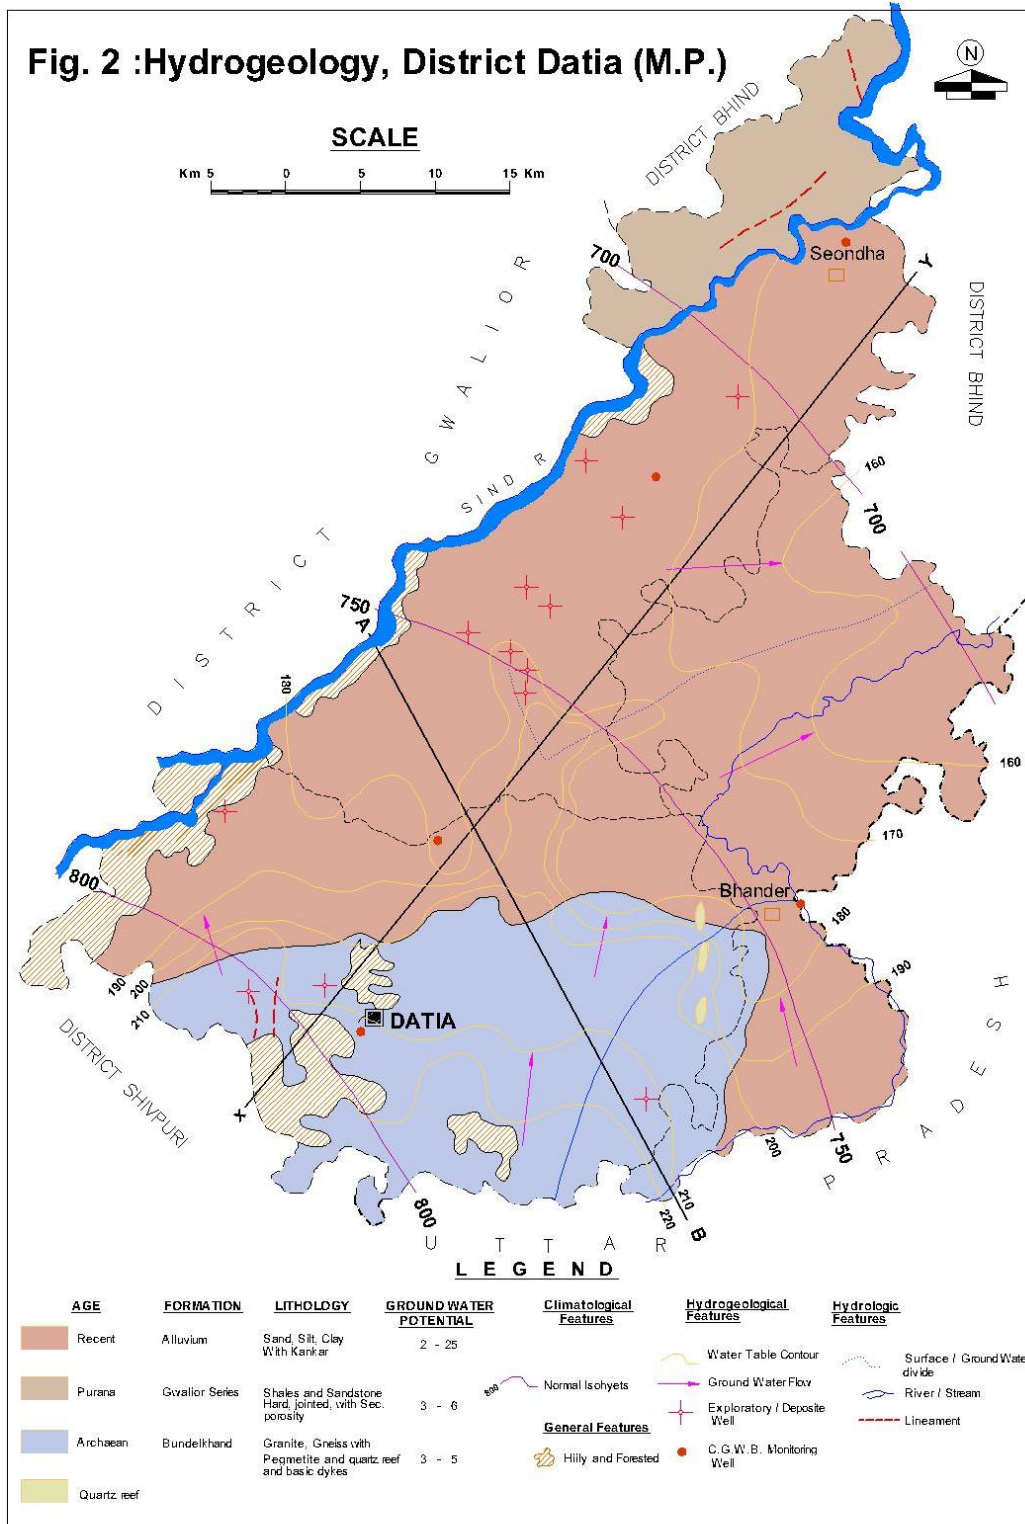 Fig. 2 :Hydrogeology, District Datia (M.P.)
N
SCALE
Km 5 0 5 10 15 Km
DISTRICT BHIND
DISTRICT GWALIOR
SIND R
700
Seondha
Y
DISTRICT BHIND
160
700
750
A
180
160
170
800
Bhander
180
190
190
200
210
DATIA
DISTRICT SHIVPURI
X
800
200
750
210
220
B
UTTAR PRADESH
LEGEND
AGE FORMATION LITHOLOGY GROUND WATER POTENTIAL
Recent Alluvium Sand, Silt, Clay With Kankar 2 - 25
Purana Gwalior Series Shales and Sandstone Hard, jointed, with Sec. porosity 3 - 6
Archaean Bundelkhand Granite, Gneiss with Pegmetite and quartz reef and basic dykes 3 - 5
Quartz reef
Climatological Features
800 Normal Isohyets
General Features
Hilly and Forested
Hydrogeological Features
Water Table Contour
Ground Water Flow
Exploratory / Deposite Well
C.G.W.B. Monitoring Well
Hydrologic Features
Surface / Ground Wate divide
River / Stream
Lineament